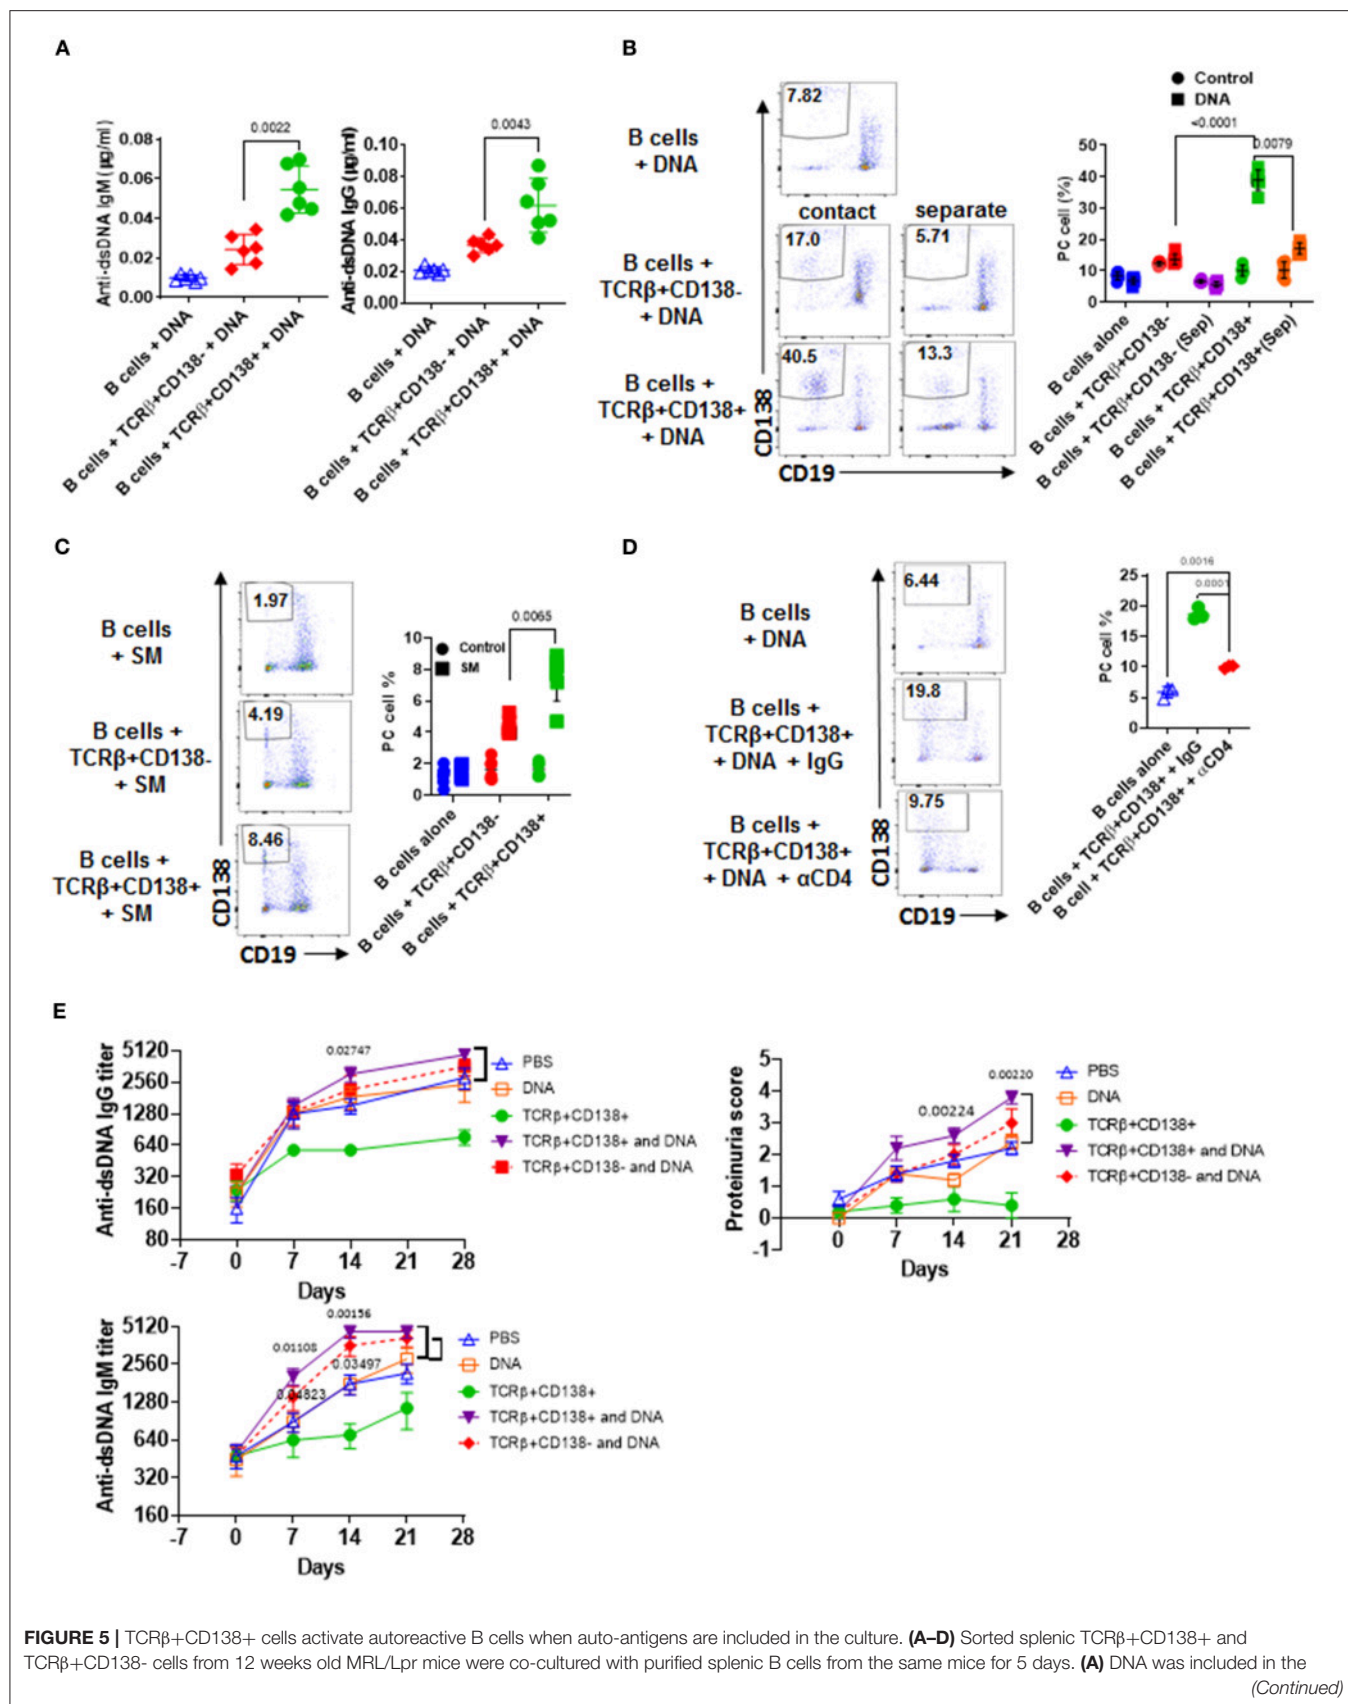 A
Anti-dsDNA IgM (µg/ml)
0.08
0.06
0.04
0.02
0.00
0.0022
B cells + DNA
B cells + TCRβ+CD138- + DNA
B cells + TCRβ+CD138+ + DNA
Anti-dsDNA IgG (µg/ml)
0.10
0.08
0.06
0.04
0.02
0.00
0.0043
B cells + DNA
B cells + TCRβ+CD138- + DNA
B cells + TCRβ+CD138+ + DNA
B
B cells
+ DNA
7.82
contact separate
B cells +
TCRβ+CD138-
+ DNA
17.0
5.71
B cells +
TCRβ+CD138+
+ DNA
40.5
13.3
CD138
CD19
Control
DNA
<0.0001
0.0079
PC cell (%)
50
40
30
20
10
0
B cells alone
B cells + TCRβ+CD138-
B cells + TCRβ+CD138- (Sep)
B cells + TCRβ+CD138+
B cells + TCRβ+CD138+(Sep)
C
B cells
+ SM
1.97
B cells +
TCRβ+CD138-
+ SM
4.19
B cells +
TCRβ+CD138+
+ SM
8.46
CD138
CD19
0.0065
Control
SM
PC cell %
10
8
6
4
2
0
B cells alone
B cells + TCRβ+CD138-
B cells + TCRβ+CD138+
D
B cells
+ DNA
6.44
B cells +
TCRβ+CD138+
+ DNA + IgG
19.8
B cells +
TCRβ+CD138+
+ DNA + αCD4
9.75
CD138
CD19
0.0016
0.0001
PC cell %
25
20
15
10
5
0
B cells alone
B cells + TCRβ+CD138+ + IgG
B cell + TCRβ+CD138+ + αCD4
E
Anti-dsDNA IgG titer
5120
2560
1280
640
320
160
80
0.02747
-7 0 7 14 21 28
Days
PBS
DNA
TCRβ+CD138+
TCRβ+CD138+ and DNA
TCRβ+CD138- and DNA
Proteinuria score
5
4
3
2
1
0
-1
0.00224
0.00220
0 7 14 21 28
Days
PBS
DNA
TCRβ+CD138+
TCRβ+CD138+ and DNA
TCRβ+CD138- and DNA
Anti-dsDNA IgM titer
5120
2560
1280
640
320
160
0.00156
0.01108
0.03497
0.04823
-7 0 7 14 21 28
Days
PBS
DNA
TCRβ+CD138+
TCRβ+CD138+ and DNA
TCRβ+CD138- and DNA
FIGURE 5 | TCRβ+CD138+ cells activate autoreactive B cells when auto-antigens are included in the culture. (A–D) Sorted splenic TCRβ+CD138+ and
TCRβ+CD138- cells from 12 weeks old MRL/Lpr mice were co-cultured with purified splenic B cells from the same mice for 5 days. (A) DNA was included in the
(Continued)